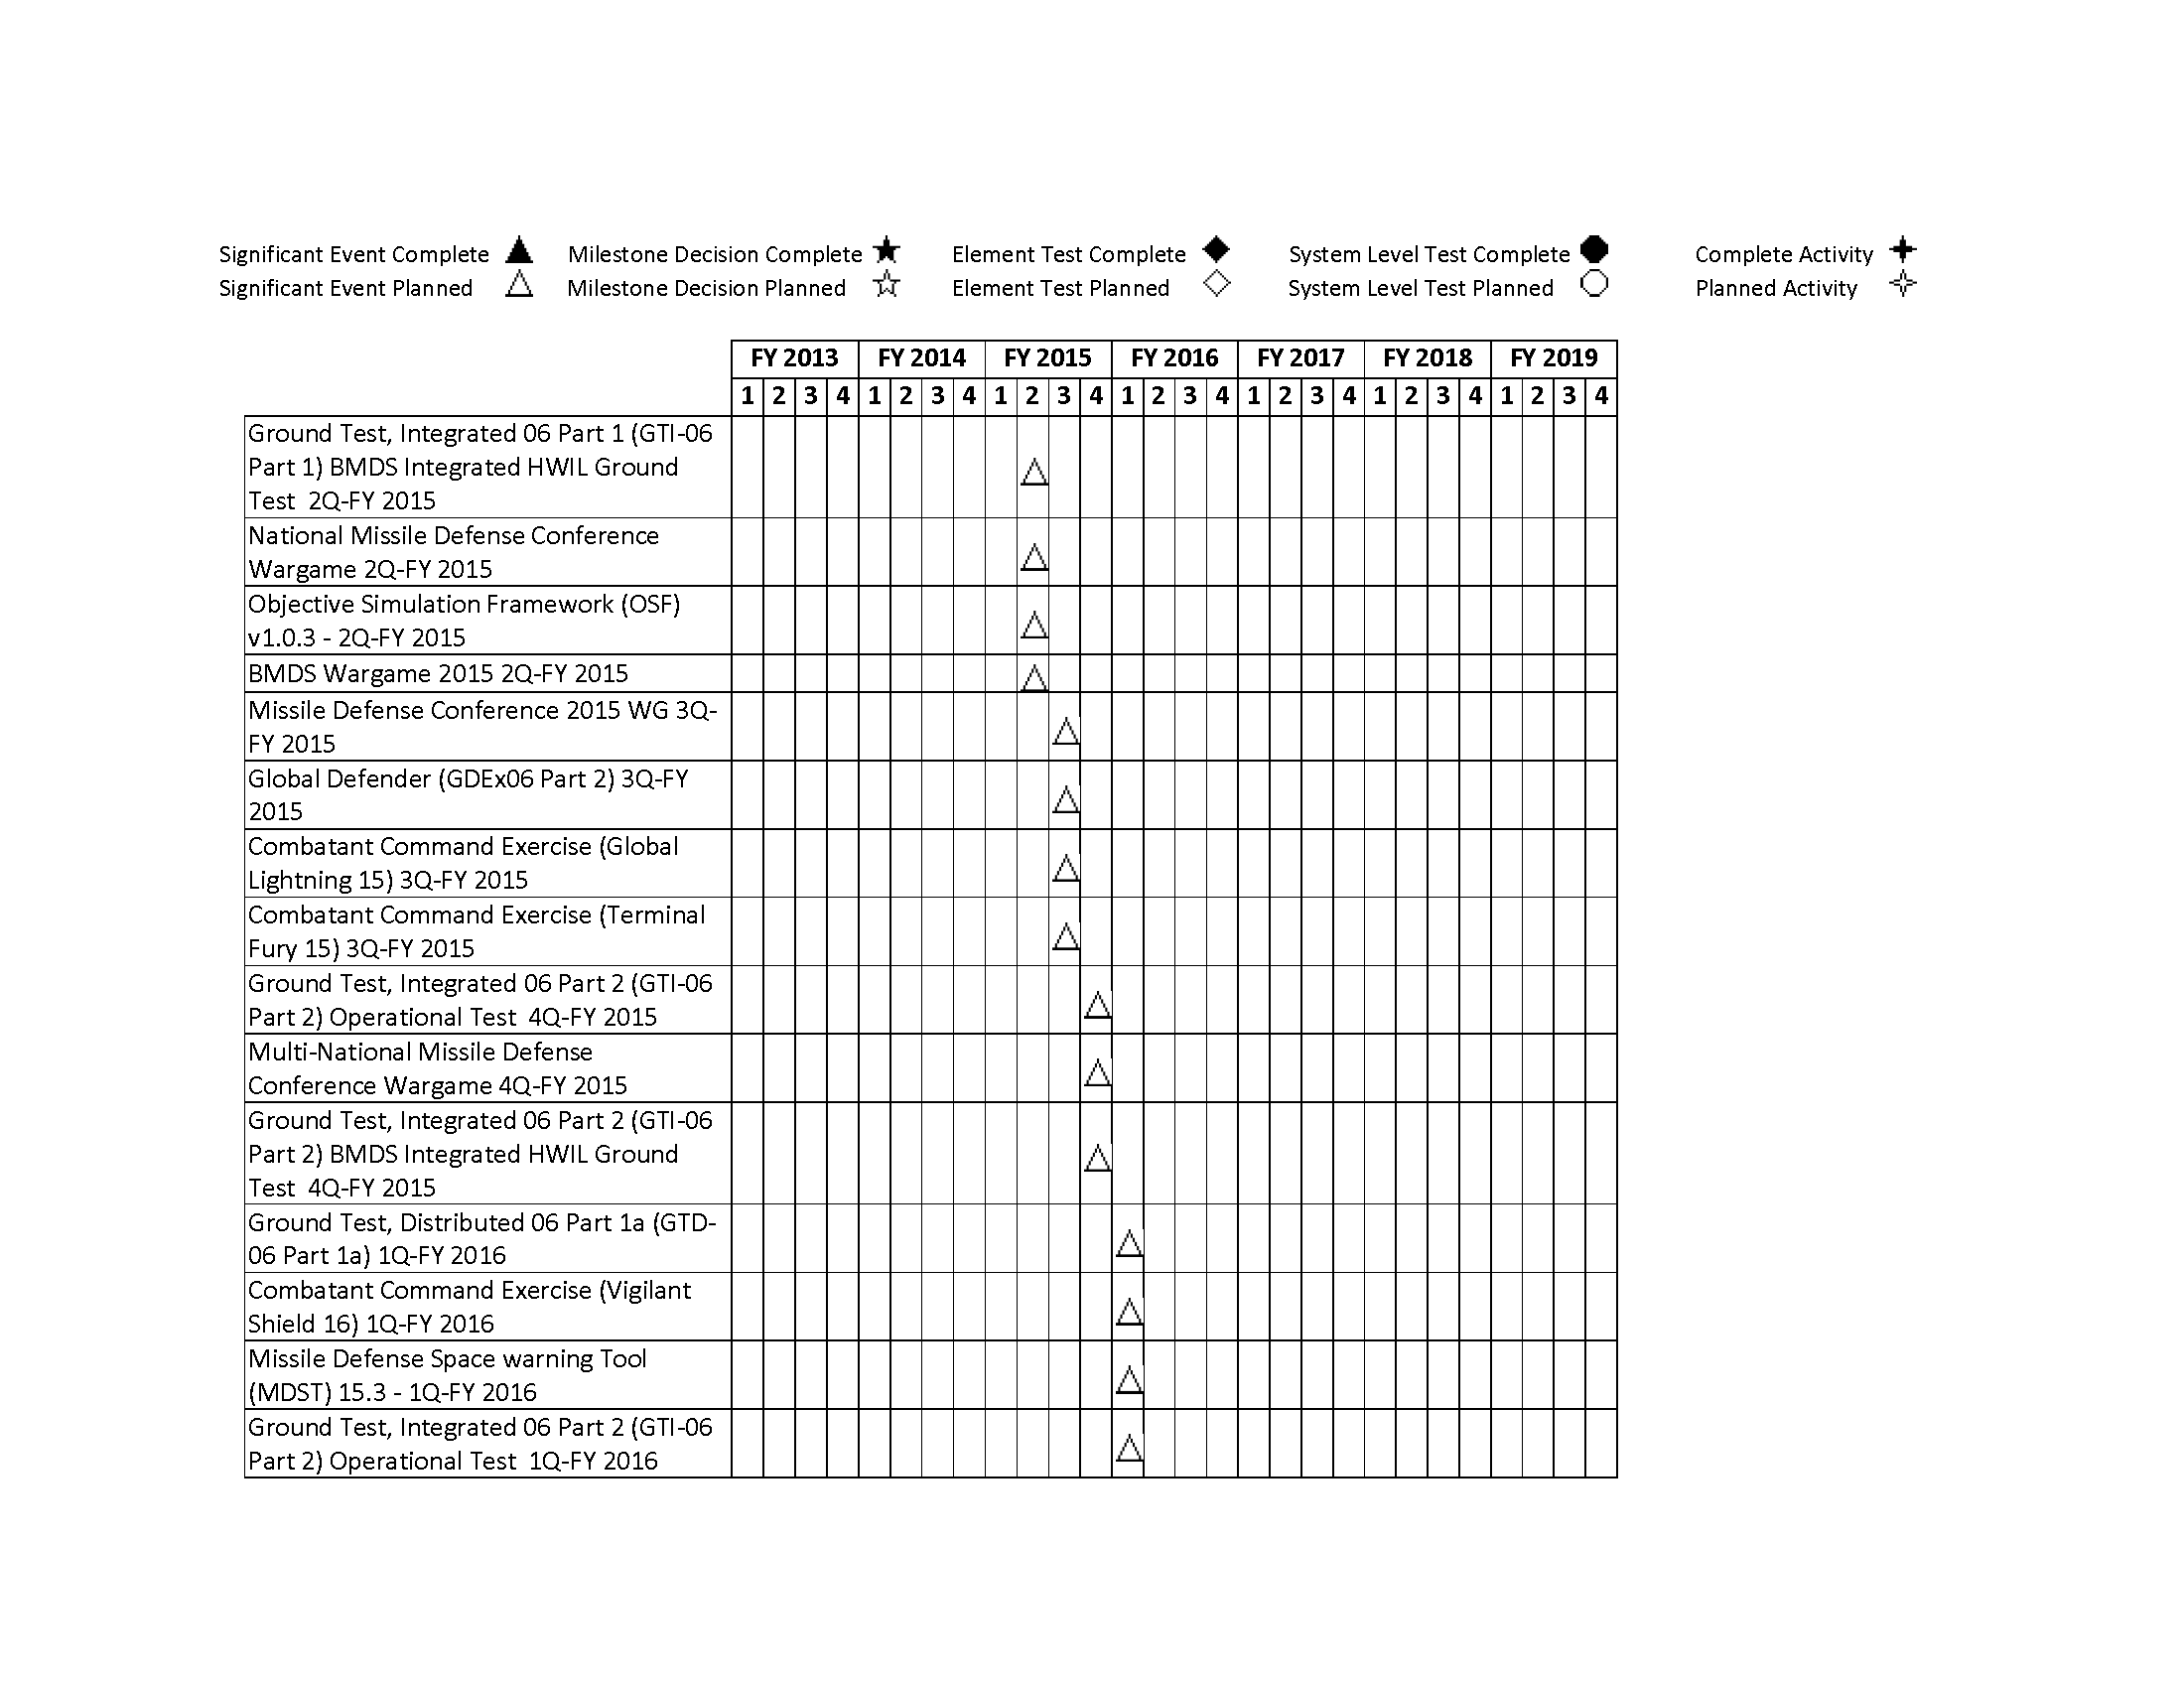 Significant Event Complete Milestone Decision Complete Element Test Complete System Level Test Complete Complete Activity
Significant Event Planned Milestone Decision Planned Element Test Planned System Level Test Planned Planned Activity
FY 2013 FY 2014 FY 2015 FY 2016 FY 2017 FY 2018 FY 2019
1 2 3 4 1 2 3 4 1 2 3 4 1 2 3 4 1 2 3 4 1 2 3 4 1 2 3 4
Ground Test, Integrated 06 Part 1 (GTI-06
Part 1) BMDS Integrated HWIL Ground
Test 2Q-FY 2015
National Missile Defense Conference
Wargame 2Q-FY 2015
Objective Simulation Framework (OSF)
v1.0.3 - 2Q-FY 2015
BMDS Wargame 2015 2Q-FY 2015
Missile Defense Conference 2015 WG 3Q-
FY 2015
Global Defender (GDEx06 Part 2) 3Q-FY
2015
Combatant Command Exercise (Global
Lightning 15) 3Q-FY 2015
Combatant Command Exercise (Terminal
Fury 15) 3Q-FY 2015
Ground Test, Integrated 06 Part 2 (GTI-06
Part 2) Operational Test 4Q-FY 2015
Multi-National Missile Defense
Conference Wargame 4Q-FY 2015
Ground Test, Integrated 06 Part 2 (GTI-06
Part 2) BMDS Integrated HWIL Ground
Test 4Q-FY 2015
Ground Test, Distributed 06 Part 1a (GTD-
06 Part 1a) 1Q-FY 2016
Combatant Command Exercise (Vigilant
Shield 16) 1Q-FY 2016
Missile Defense Space warning Tool
(MDST) 15.3 - 1Q-FY 2016
Ground Test, Integrated 06 Part 2 (GTI-06
Part 2) Operational Test 1Q-FY 2016